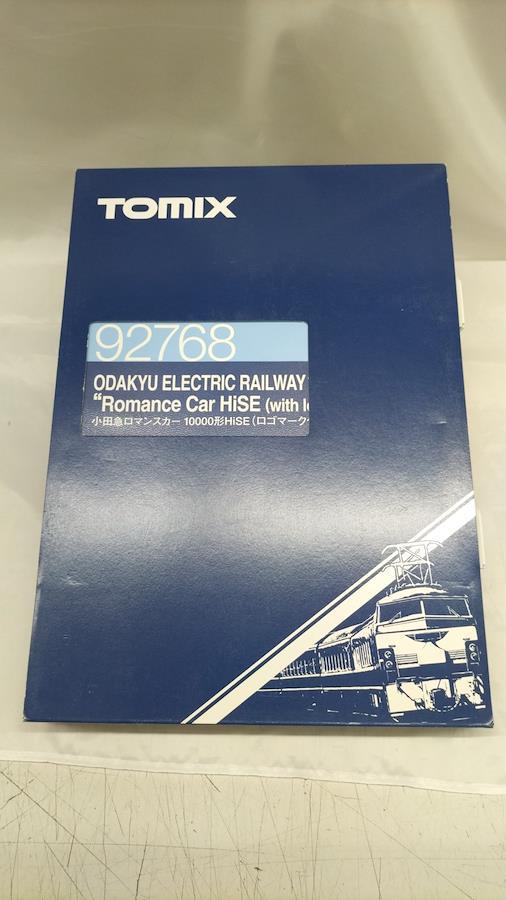 TOMIX
92768
ODAKYU ELECTRIC RAILWAY
“Romance Car HiSE (with l
小田急ロマンスカー 10000形HiSE (ロゴマーク